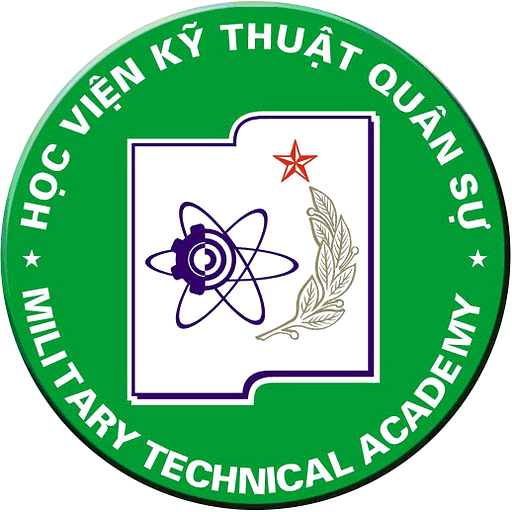 HỌC VIỆN KỸ THUẬT QUÂN SỰ
MILITARY TECHNICAL ACADEMY